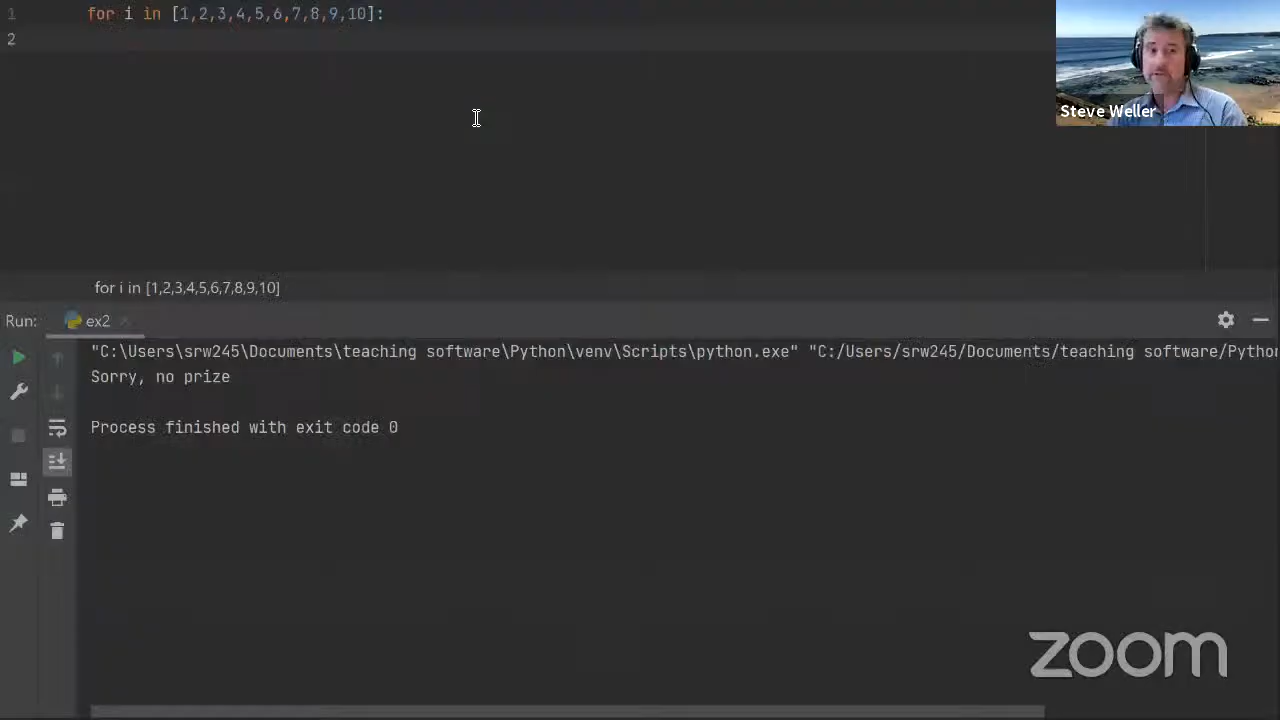 1 for i in [1,2,3,4,5,6,7,8,9,10]:
2
Steve Weller
for i in [1,2,3,4,5,6,7,8,9,10]
Run: ex2
"C:\Users\srw245\Documents\teaching software\Python\venv\Scripts\python.exe" "C:/Users/srw245/Documents/teaching software/Pytho
Sorry, no prize
Process finished with exit code 0
zoom